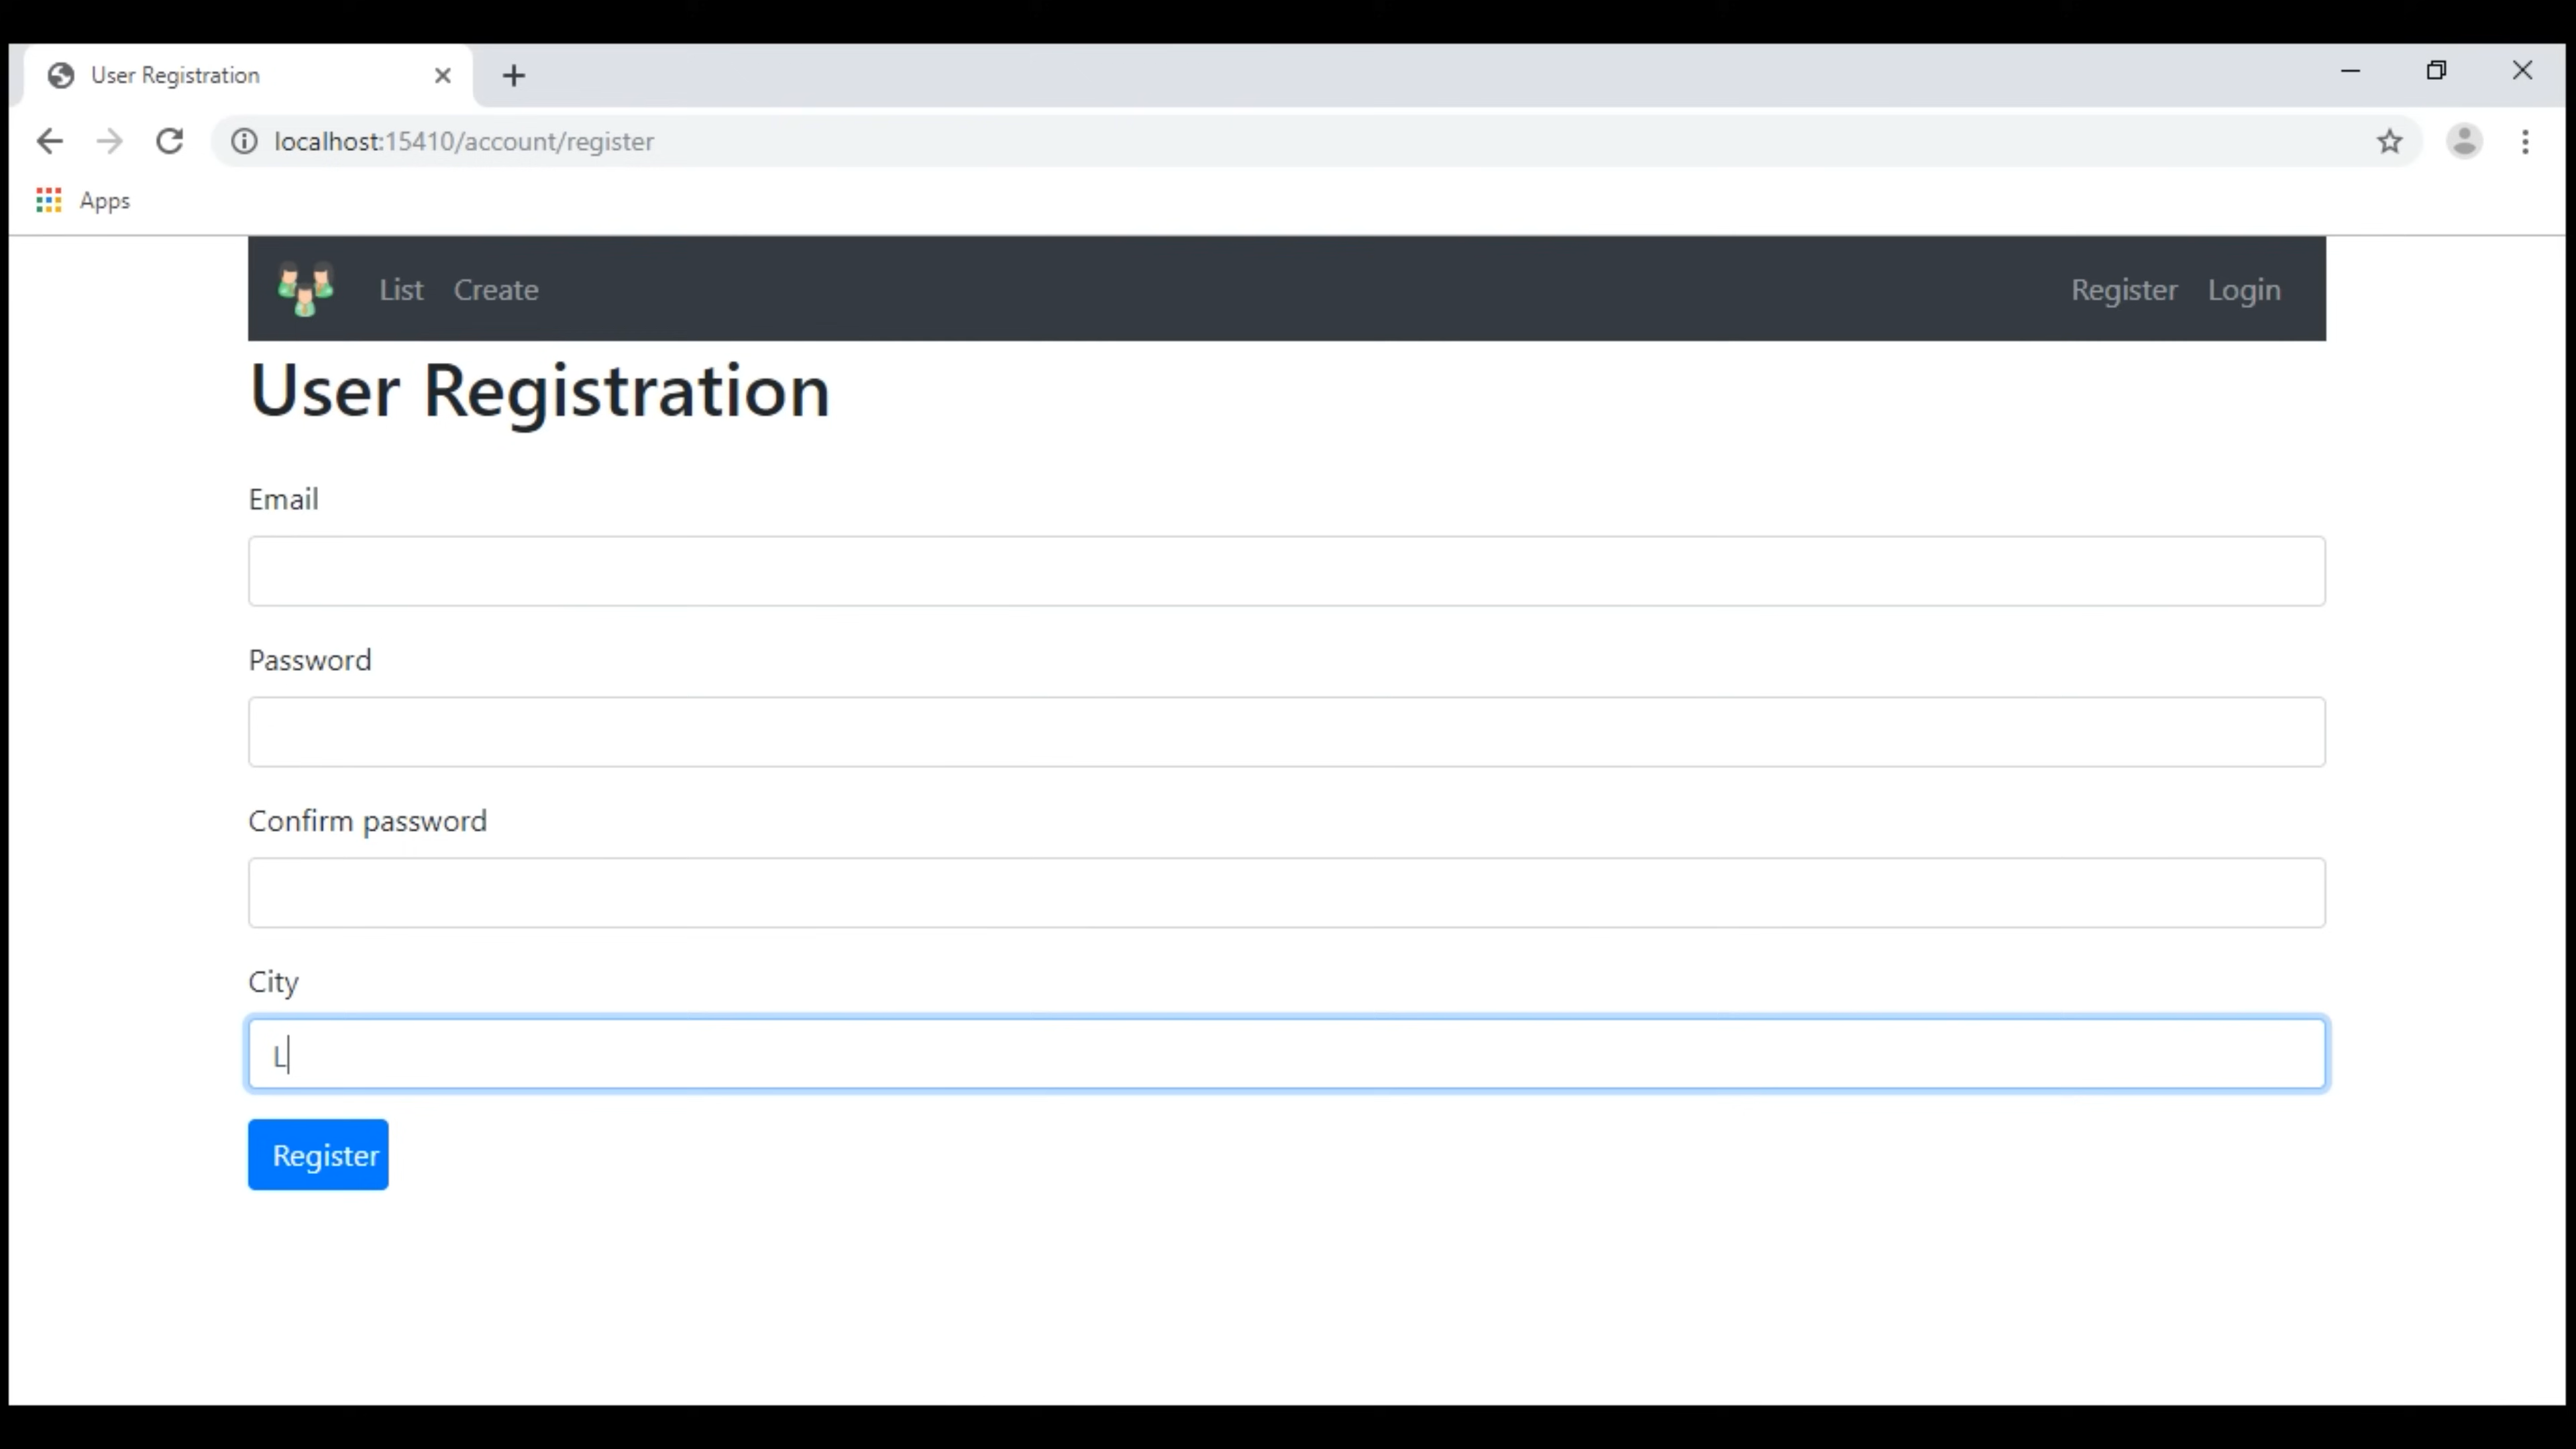 User Registration
localhost:15410/account/register
Apps
List Create Register Login
User Registration
Email
Password
Confirm password
City
L
Register